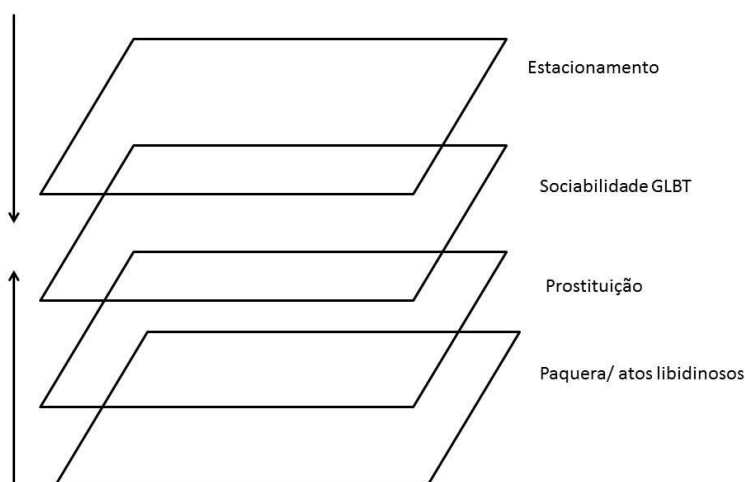 Estacionamento
Sociabilidade GLBT
Prostituição
Paquera/ atos libidinosos